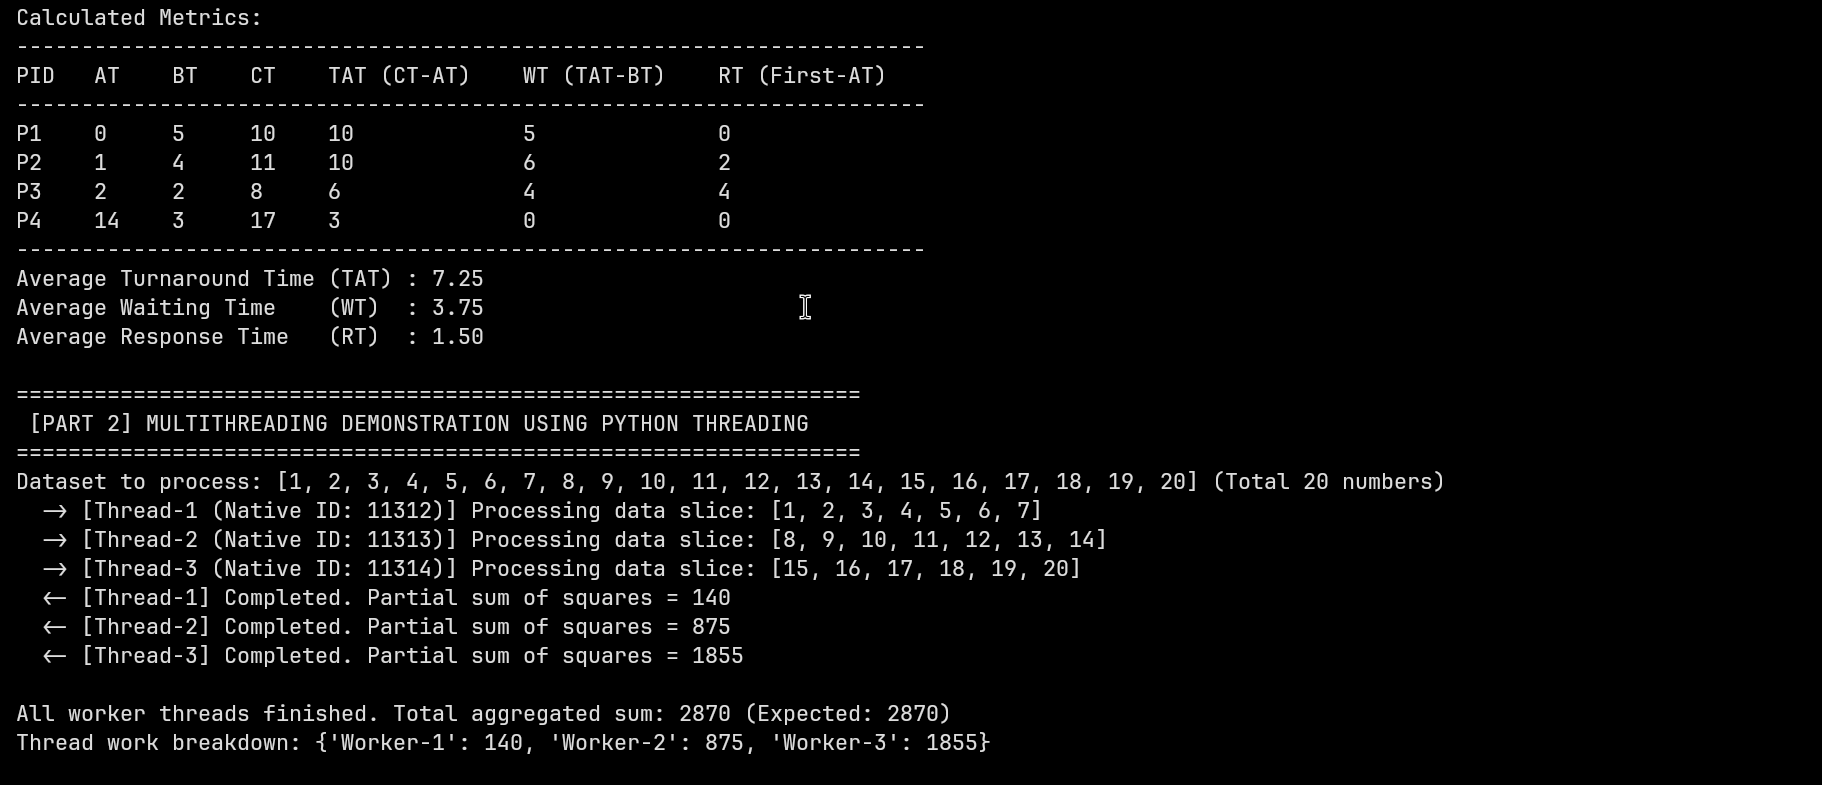 Calculated Metrics:
----------------------------------------------------------------------
PID   AT    BT    CT    TAT (CT-AT)    WT (TAT-BT)    RT (First-AT)
----------------------------------------------------------------------
P1    0     5     10    10             5              0
P2    1     4     11    10             6              2
P3    2     2     8     6              4              4
P4    14    3     17    3              0              0
----------------------------------------------------------------------
Average Turnaround Time (TAT) : 7.25
Average Waiting Time    (WT)  : 3.75
Average Response Time   (RT)  : 1.50

=================================================================
 [PART 2] MULTITHREADING DEMONSTRATION USING PYTHON THREADING
=================================================================
Dataset to process: [1, 2, 3, 4, 5, 6, 7, 8, 9, 10, 11, 12, 13, 14, 15, 16, 17, 18, 19, 20] (Total 20 numbers)
  -> [Thread-1 (Native ID: 11312)] Processing data slice: [1, 2, 3, 4, 5, 6, 7]
  -> [Thread-2 (Native ID: 11313)] Processing data slice: [8, 9, 10, 11, 12, 13, 14]
  -> [Thread-3 (Native ID: 11314)] Processing data slice: [15, 16, 17, 18, 19, 20]
  <- [Thread-1] Completed. Partial sum of squares = 140
  <- [Thread-2] Completed. Partial sum of squares = 875
  <- [Thread-3] Completed. Partial sum of squares = 1855

All worker threads finished. Total aggregated sum: 2870 (Expected: 2870)
Thread work breakdown: {'Worker-1': 140, 'Worker-2': 875, 'Worker-3': 1855}